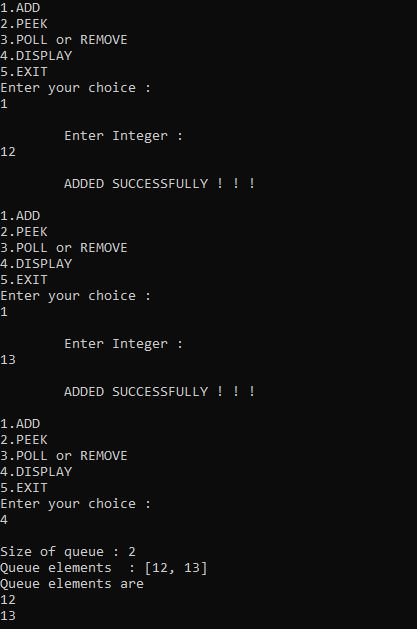 1.ADD
2.PEEK
3.POLL or REMOVE
4.DISPLAY
5.EXIT
Enter your choice :
1
Enter Integer :
12
ADDED SUCCESSFULLY ! ! !
1.ADD
2.PEEK
3.POLL or REMOVE
4.DISPLAY
5.EXIT
Enter your choice :
1
Enter Integer :
13
ADDED SUCCESSFULLY ! ! !
1.ADD
2.PEEK
3.POLL or REMOVE
4.DISPLAY
5.EXIT
Enter your choice :
4
Size of queue : 2
Queue elements  : [12, 13]
Queue elements are
12
13